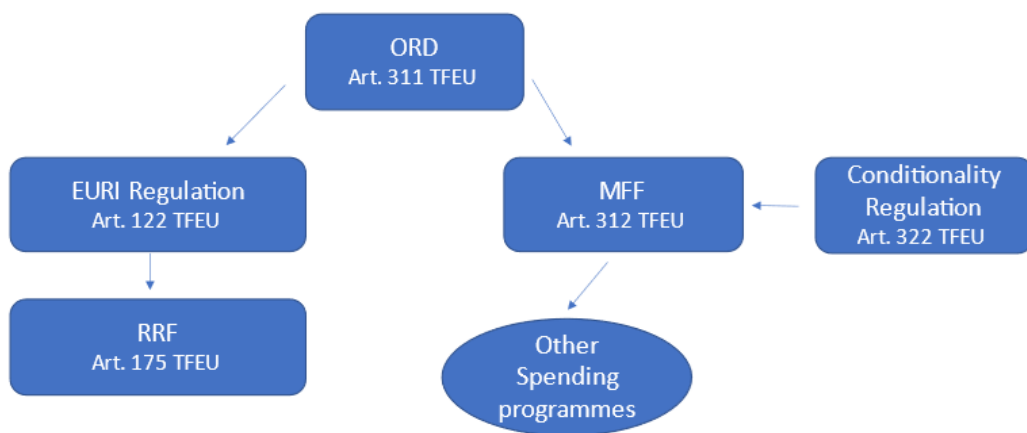 ORD
Art. 311 TFEU
EURI Regulation
Art. 122 TFEU
MFF
Art. 312 TFEU
Conditionality
Regulation
Art. 322 TFEU
RRF
Art. 175 TFEU
Other
Spending
programmes